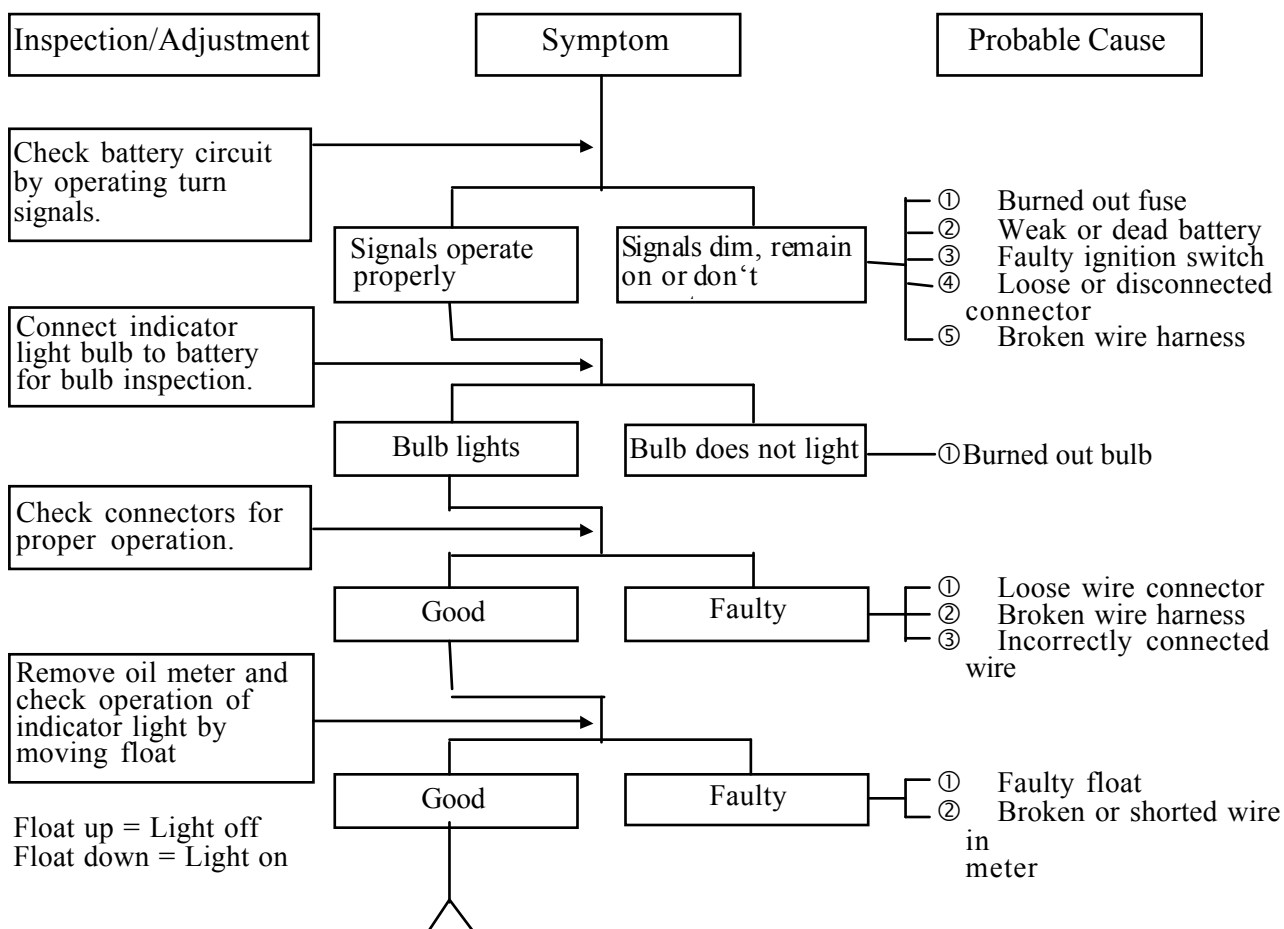 Inspection/Adjustment
Symptom
Probable Cause
Check battery circuit
by operating turn
signals.
Signals operate
properly
Signals dim, remain
on or don‘t
① Burned out fuse
② Weak or dead battery
③ Faulty ignition switch
④ Loose or disconnected
connector
⑤ Broken wire harness
Connect indicator
light bulb to battery
for bulb inspection.
Bulb lights
Bulb does not light
①Burned out bulb
Check connectors for
proper operation.
Good
Faulty
① Loose wire connector
② Broken wire harness
③ Incorrectly connected
wire
Remove oil meter and
check operation of
indicator light by
moving float
Good
Faulty
① Faulty float
② Broken or shorted wire
in
meter
Float up = Light off
Float down = Light on